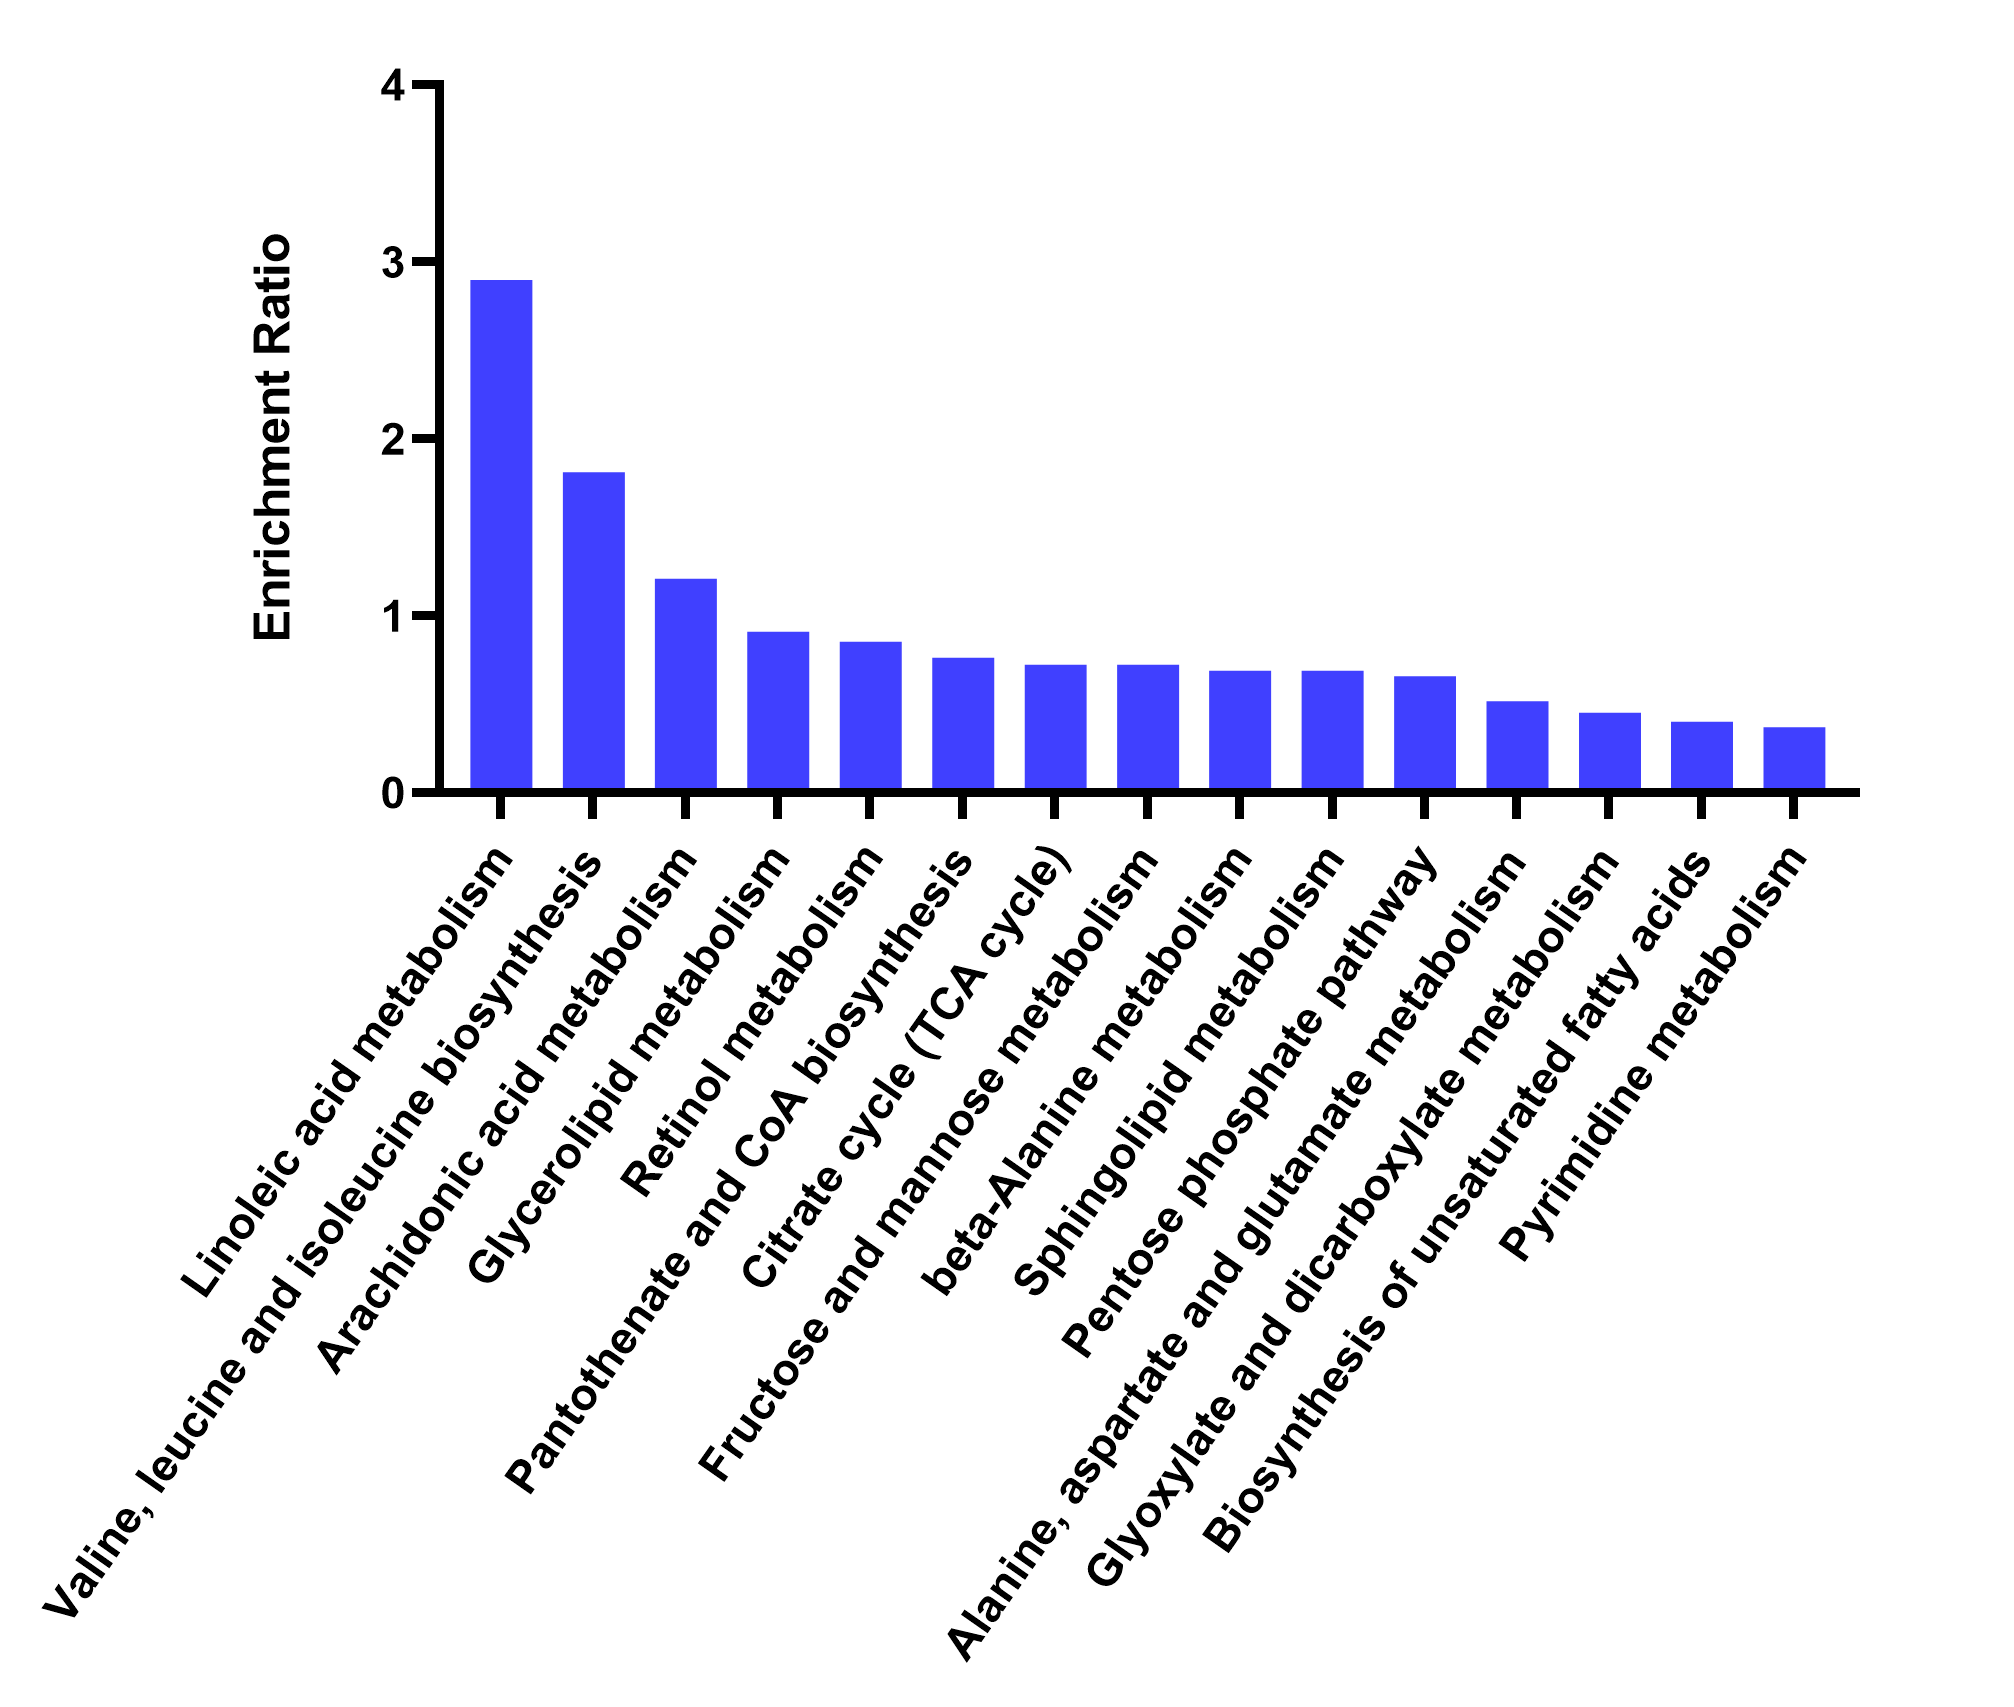 Enrichment Ratio
4
3
2
1
0
Linoleic acid metabolism
Valine, leucine and isoleucine biosynthesis
Arachidonic acid metabolism
Glycerolipid metabolism
Retinol metabolism
Pantothenate and CoA biosynthesis
Citrate cycle (TCA cycle)
Fructose and mannose metabolism
beta-Alanine metabolism
Sphingolipid metabolism
Pentose phosphate pathway
Alanine, aspartate and glutamate metabolism
Glyoxylate and dicarboxylate metabolism
Biosynthesis of unsaturated fatty acids
Pyrimidine metabolism